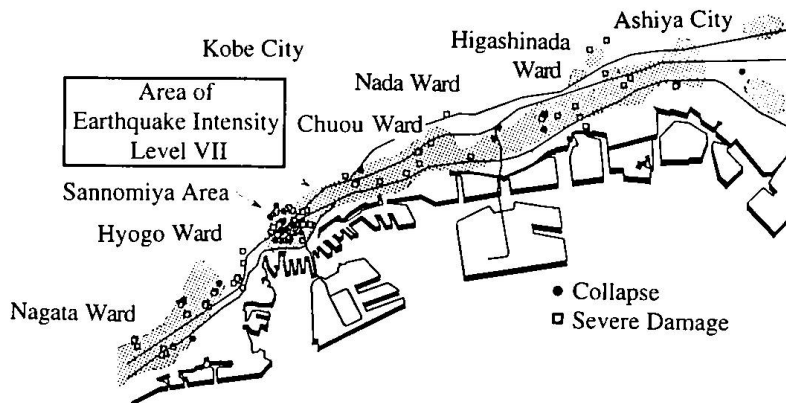 Ashiya City
Kobe City
Higashinada
Ward
Nada Ward
Area of
Earthquake Intensity
Level VII
Chuou Ward
Sannomiya Area
Hyogo Ward
Nagata Ward
Collapse
Severe Damage